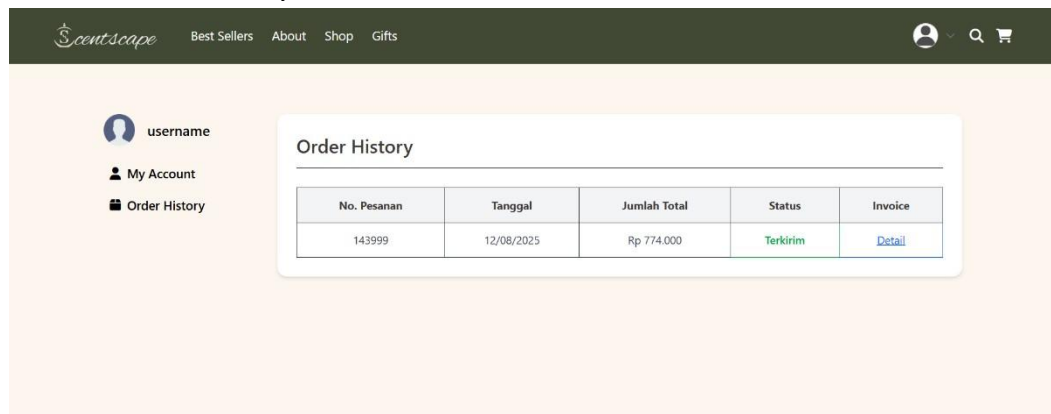 Scentscape Best Sellers About Shop Gifts
username
My Account
Order History
Order History
No. Pesanan Tanggal Jumlah Total Status Invoice
143999 12/08/2025 Rp 774.000 Terkirim Detail